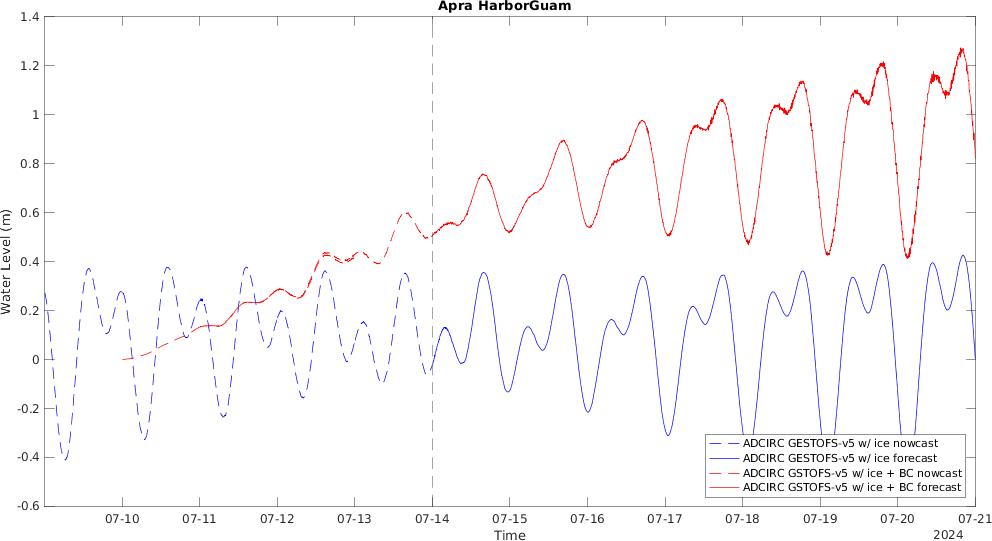 Apra HarborGuam
1.4
1.2
1
0.8
0.6
0.4
0.2
0
-0.2
-0.4
-0.6
Water Level (m)
ADCIRC GESTOFS-v5 w/ ice nowcast
ADCIRC GESTOFS-v5 w/ ice forecast
ADCIRC GSTOFS-v5 w/ ice + BC nowcast
ADCIRC GSTOFS-v5 w/ ice + BC forecast
07-10 07-11 07-12 07-13 07-14 07-15 07-16 07-17 07-18 07-19 07-20 07-21
Time
2024